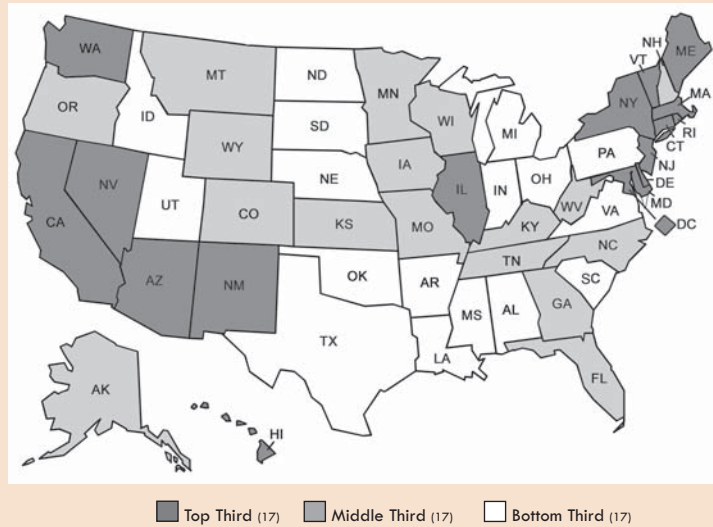 WA
MT
ND
MN
NH
ME
VT
MA
OR
ID
SD
WI
MI
NY
RI
CT
WY
IA
PA
NJ
NV
NE
IL
IN
OH
DE
UT
CO
MD
CA
KS
MO
WV
VA
DC
KY
NC
AZ
NM
OK
TN
AR
SC
MS
AL
GA
TX
LA
FL
AK
HI
Top Third (17) Middle Third (17) Bottom Third (17)